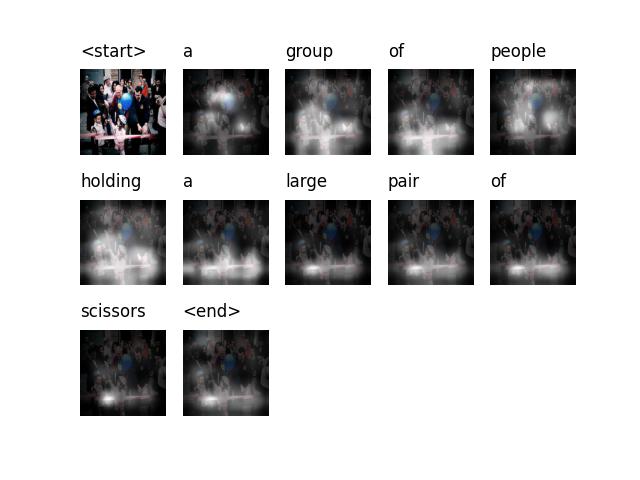 <start> a group of people
holding a large pair of
scissors <end>